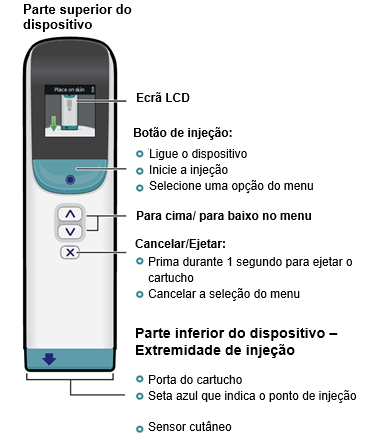 Parte superior do
dispositivo
Place on skin
Ecrã LCD
Botão de injeção:
Ligue o dispositivo
Inicie a injeção
Selecione uma opção do menu
Para cima/ para baixo no menu
Cancelar/Ejetar:
Prima durante 1 segundo para ejetar o
cartucho
Cancelar a seleção do menu
Parte inferior do dispositivo –
Extremidade de injeção
Porta do cartucho
Seta azul que indica o ponto de injeção
Sensor cutâneo